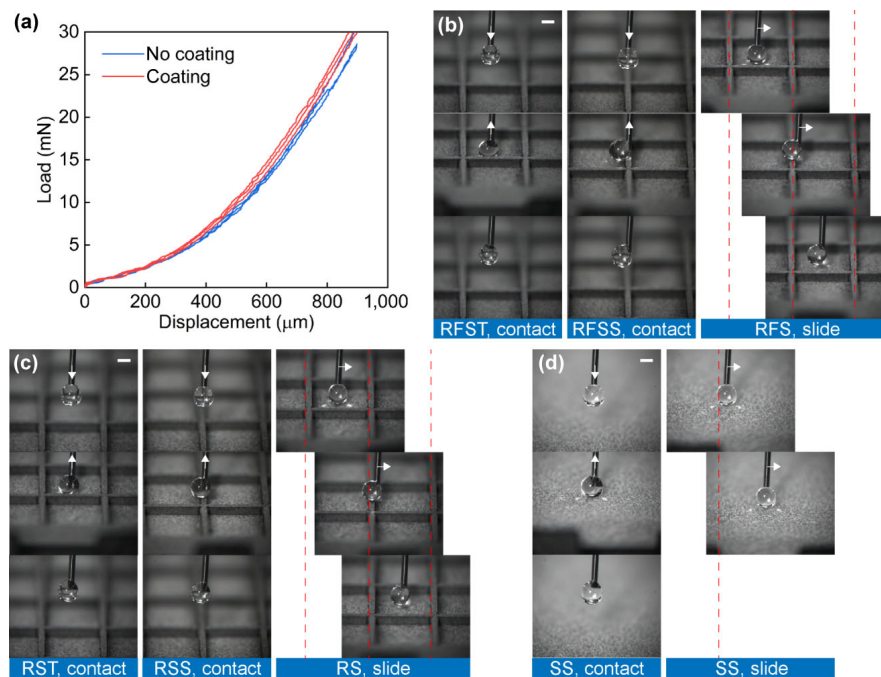 (a)
30
25
20
15
10
5
0
Load (mN)
No coating
Coating
0 200 400 600 800 1,000
Displacement (μm)
(b)
RFST, contact RFSS, contact RFS, slide
(c)
RST, contact RSS, contact RS, slide
(d)
SS, contact SS, slide